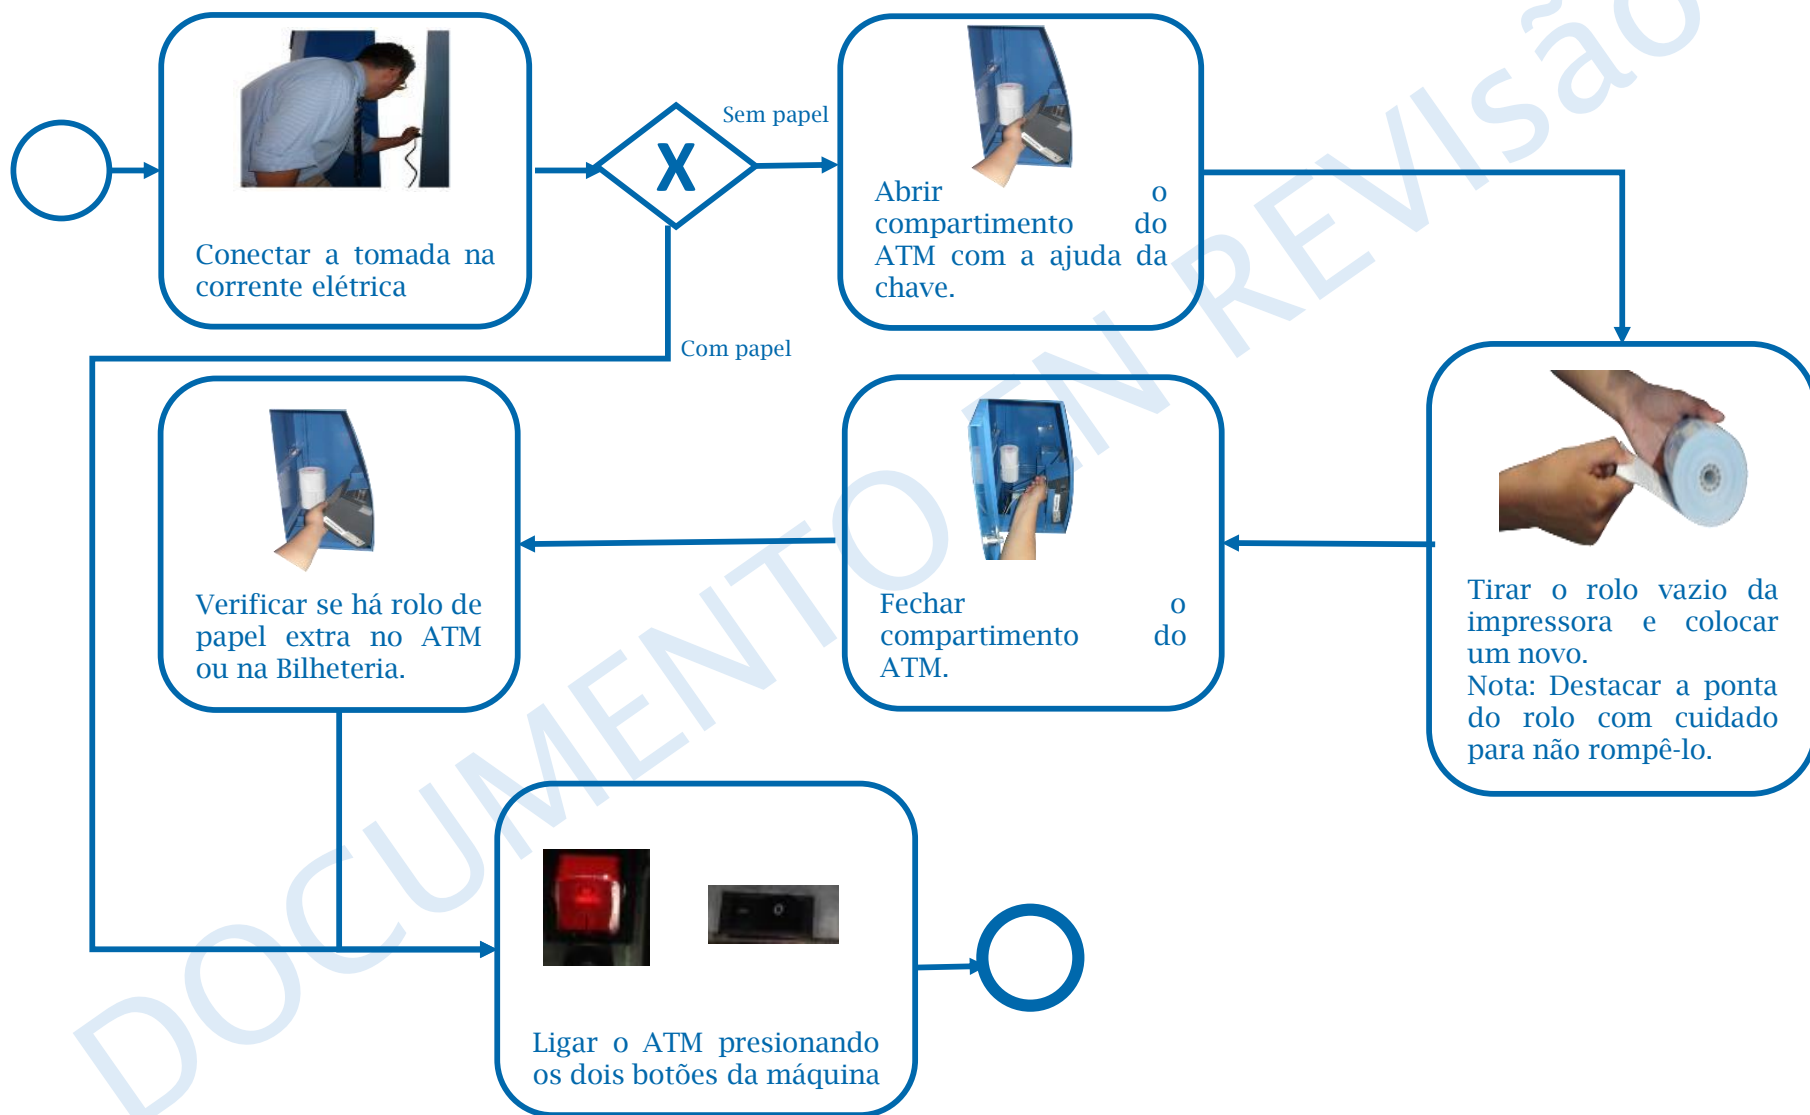 Conectar a tomada na
corrente elétrica
X
Sem papel
Abrir o
compartimento do
ATM com a ajuda da
chave.
Com papel
Verificar se há rolo de
papel extra no ATM
ou na Bilheteria.
Fechar o
compartimento do
ATM.
Tirar o rolo vazio da
impressora e colocar
um novo.
Nota: Destacar a ponta
do rolo com cuidado
para não rompê-lo.
Ligar o ATM presionando
os dois botões da máquina
DOCUMENTO EN REVISão